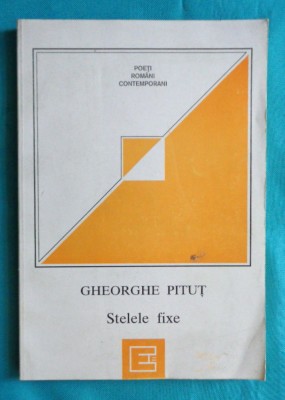 POEȚI
ROMÂNI
CONTEMPORANI
GHEORGHE PITUȚ
Stelele fixe
E